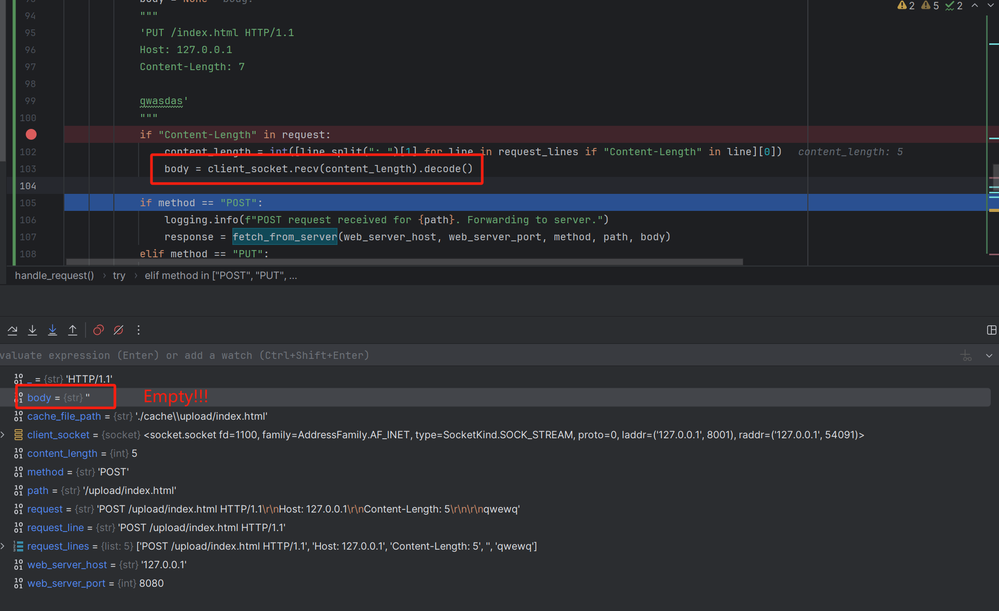 93 body = None body:
94 """
95 'PUT /index.html HTTP/1.1
96 Host: 127.0.0.1
97 Content-Length: 7
98
99 qwasdas'
100 """
if "Content-Length" in request:
102 content_length = int([line.split(": ")[1] for line in request_lines if "Content-Length" in line][0]) content_length: 5
103 body = client_socket.recv(content_length).decode()
104
105 if method == "POST":
106 logging.info(f"POST request received for {path}. Forwarding to server.")
107 response = fetch_from_server(web_server_host, web_server_port, method, path, body)
108 elif method == "PUT":
2 5 2
handle_request() › try › elif method in ["POST", "PUT", ...
valuate expression (Enter) or add a watch (Ctrl+Shift+Enter)
_ = {str} 'HTTP/1.1'
body = {str} '' Empty!!!
cache_file_path = {str} './cache\\upload/index.html'
client_socket = {socket} <socket.socket fd=1100, family=AddressFamily.AF_INET, type=SocketKind.SOCK_STREAM, proto=0, laddr=('127.0.0.1', 8001), raddr=('127.0.0.1', 54091)>
content_length = {int} 5
method = {str} 'POST'
path = {str} '/upload/index.html'
request = {str} 'POST /upload/index.html HTTP/1.1\r\nHost: 127.0.0.1\r\nContent-Length: 5\r\n\r\nqwewq'
request_line = {str} 'POST /upload/index.html HTTP/1.1'
request_lines = {list: 5} ['POST /upload/index.html HTTP/1.1', 'Host: 127.0.0.1', 'Content-Length: 5', '', 'qwewq']
web_server_host = {str} '127.0.0.1'
web_server_port = {int} 8080